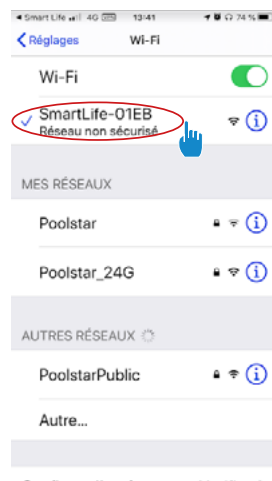 Smart Life 4G 13:41 74 %
Réglages Wi-Fi
Wi-Fi
SmartLife-01EB
Réseau non sécurisé
MES RÉSEAUX
Poolstar
Poolstar_24G
AUTRES RÉSEAUX
PoolstarPublic
Autre...